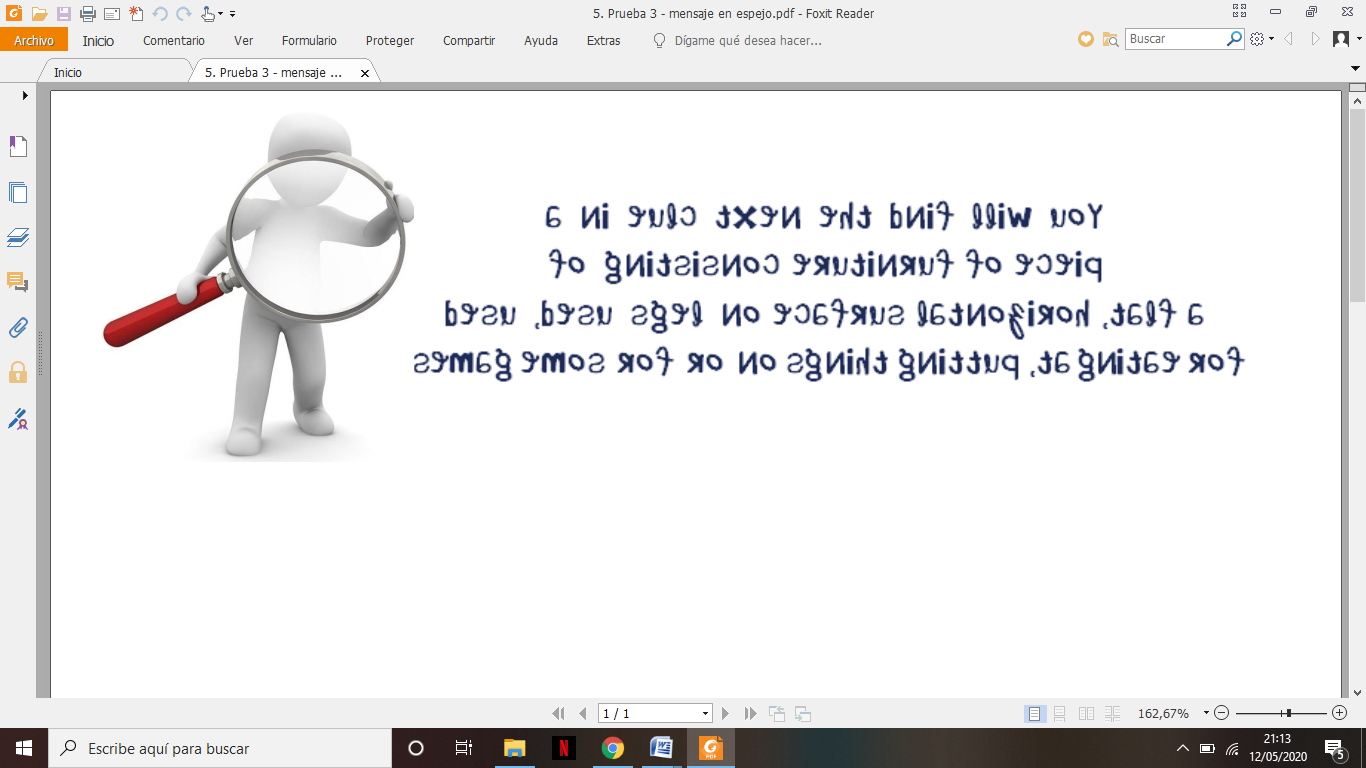 5. Prueba 3 - mensaje en espejo.pdf - Foxit Reader
Archivo Inicio Comentario Ver Formulario Proteger Compartir Ayuda Extras Dígame qué desea hacer... Buscar
Inicio 5. Prueba 3 - mensaje ...
You will find the next clue in a
piece of furniture consisting of
a flat, horizontal surface on legs used, used
for eating at, putting things on or for some games
1 / 1 162,67%
Escribe aquí para buscar
N
W
PDF
21:13
12/05/2020
5